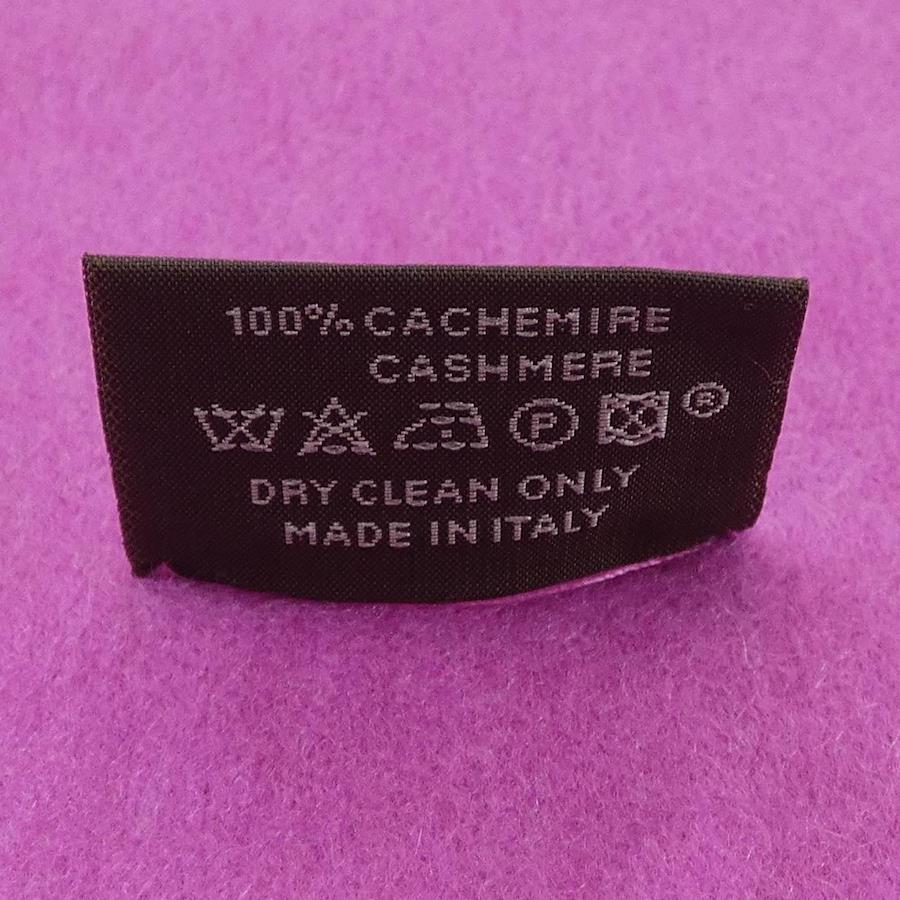 100% CACHEMIRE
CASHMERE
P ®
DRY CLEAN ONLY
MADE IN ITALY